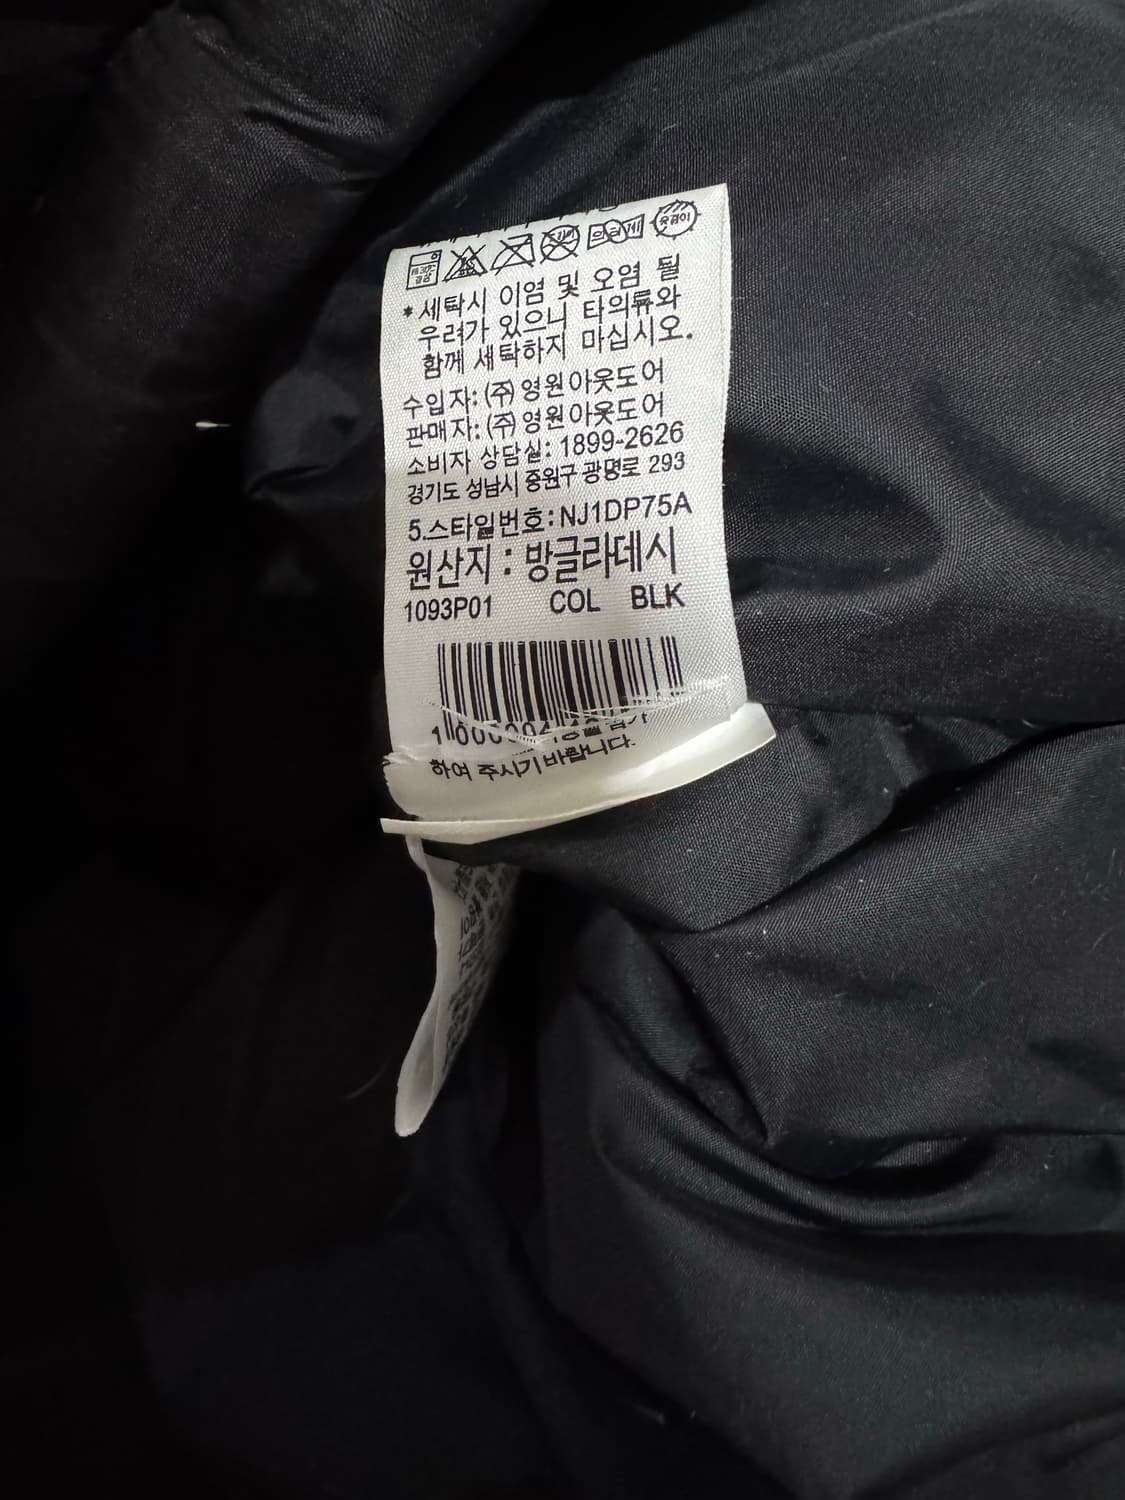 *세탁시 이염 및 오염 될
우려가 있으니 타의류와
함께 세탁하지 마십시오.
수입자:(주)영원아웃도어
판매자:(주)영원아웃도어
소비자 상담실: 1899-2626
경기도 성남시 중원구 광명로 293
5.스타일번호:NJ1DP75A
원산지 : 방글라데시
1093P01 COL BLK
하여 주시기 바랍니다.